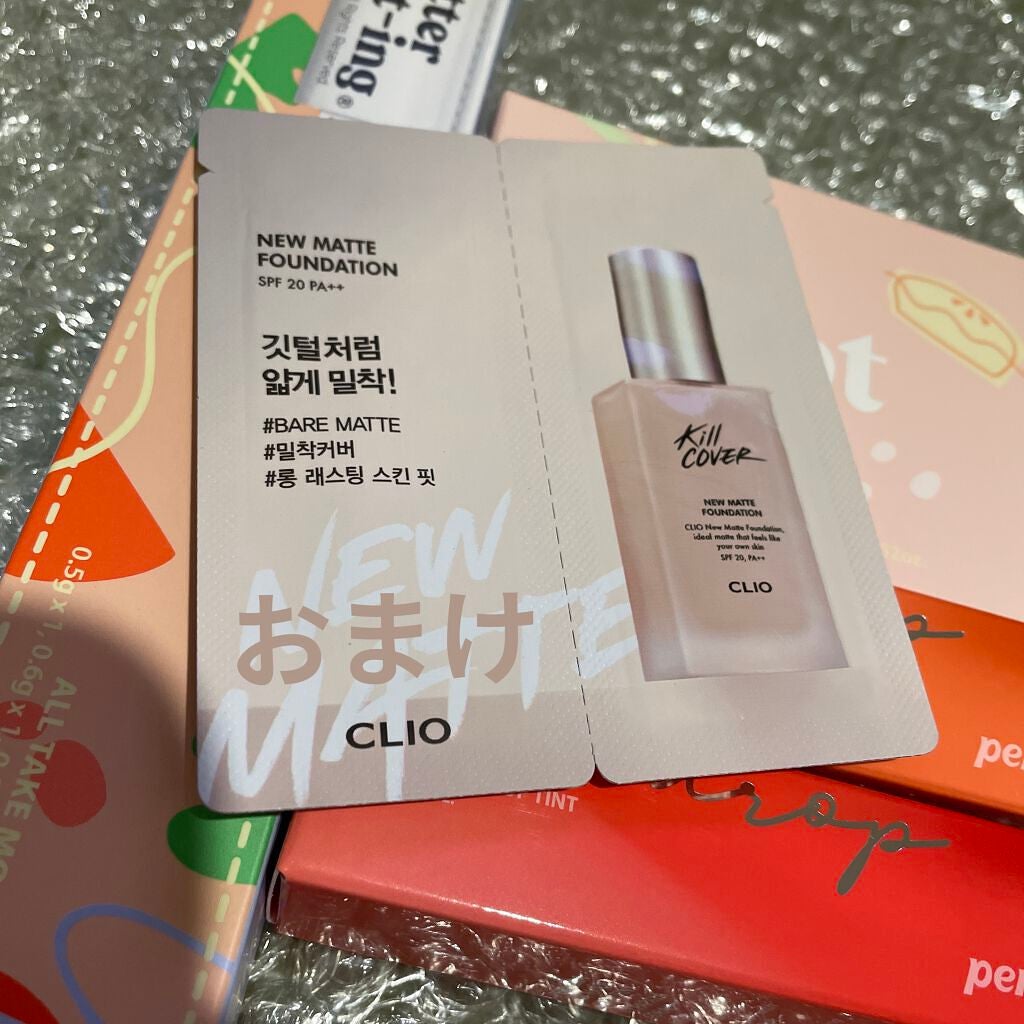 NEW MATTE
FOUNDATION
SPF 20 PA++
깃털처럼
얇게 밀착!
#BARE MATTE
#밀착커버
#롱 래스팅 스킨 핏
NEW
MATTE
おまけ
CLIO
Kill
COVER
NEW MATTE
FOUNDATION
CLIO New Matte Foundation,
ideal matte that feels like
your own skin
SPF 20, PA++
CLIO
Rights Reserved
0.5g x 1, 0.6g x 1
ALL TAKE
TINT